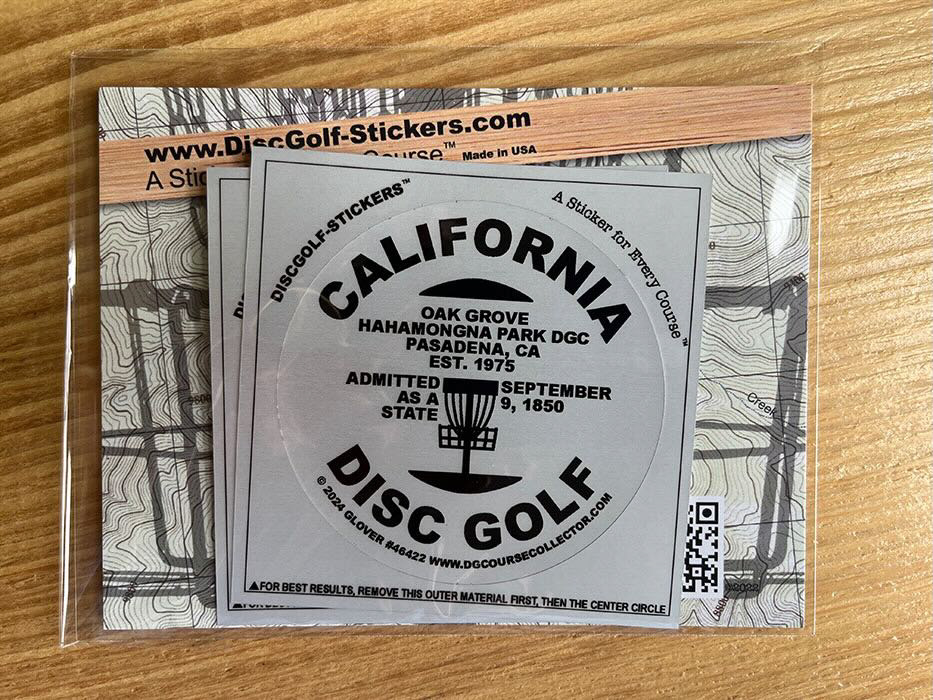 www.DiscGolf-Stickers.com
A Stic Course™ Made in USA
DISCGOLF-STICKERS™
A Sticker for Every Course™
CALIFORNIA
OAK GROVE
HAHAMONGNA PARK DGC
PASADENA, CA
EST. 1975
ADMITTED
AS A
STATE
SEPTEMBER
9, 1850
DISC GOLF
© 2024 GLOVER #46422 WWW.DGCOURSECOLLECTOR.COM
▲FOR BEST RESULTS, REMOVE THIS OUTER MATERIAL FIRST, THEN THE CENTER CIRCLE
Creek